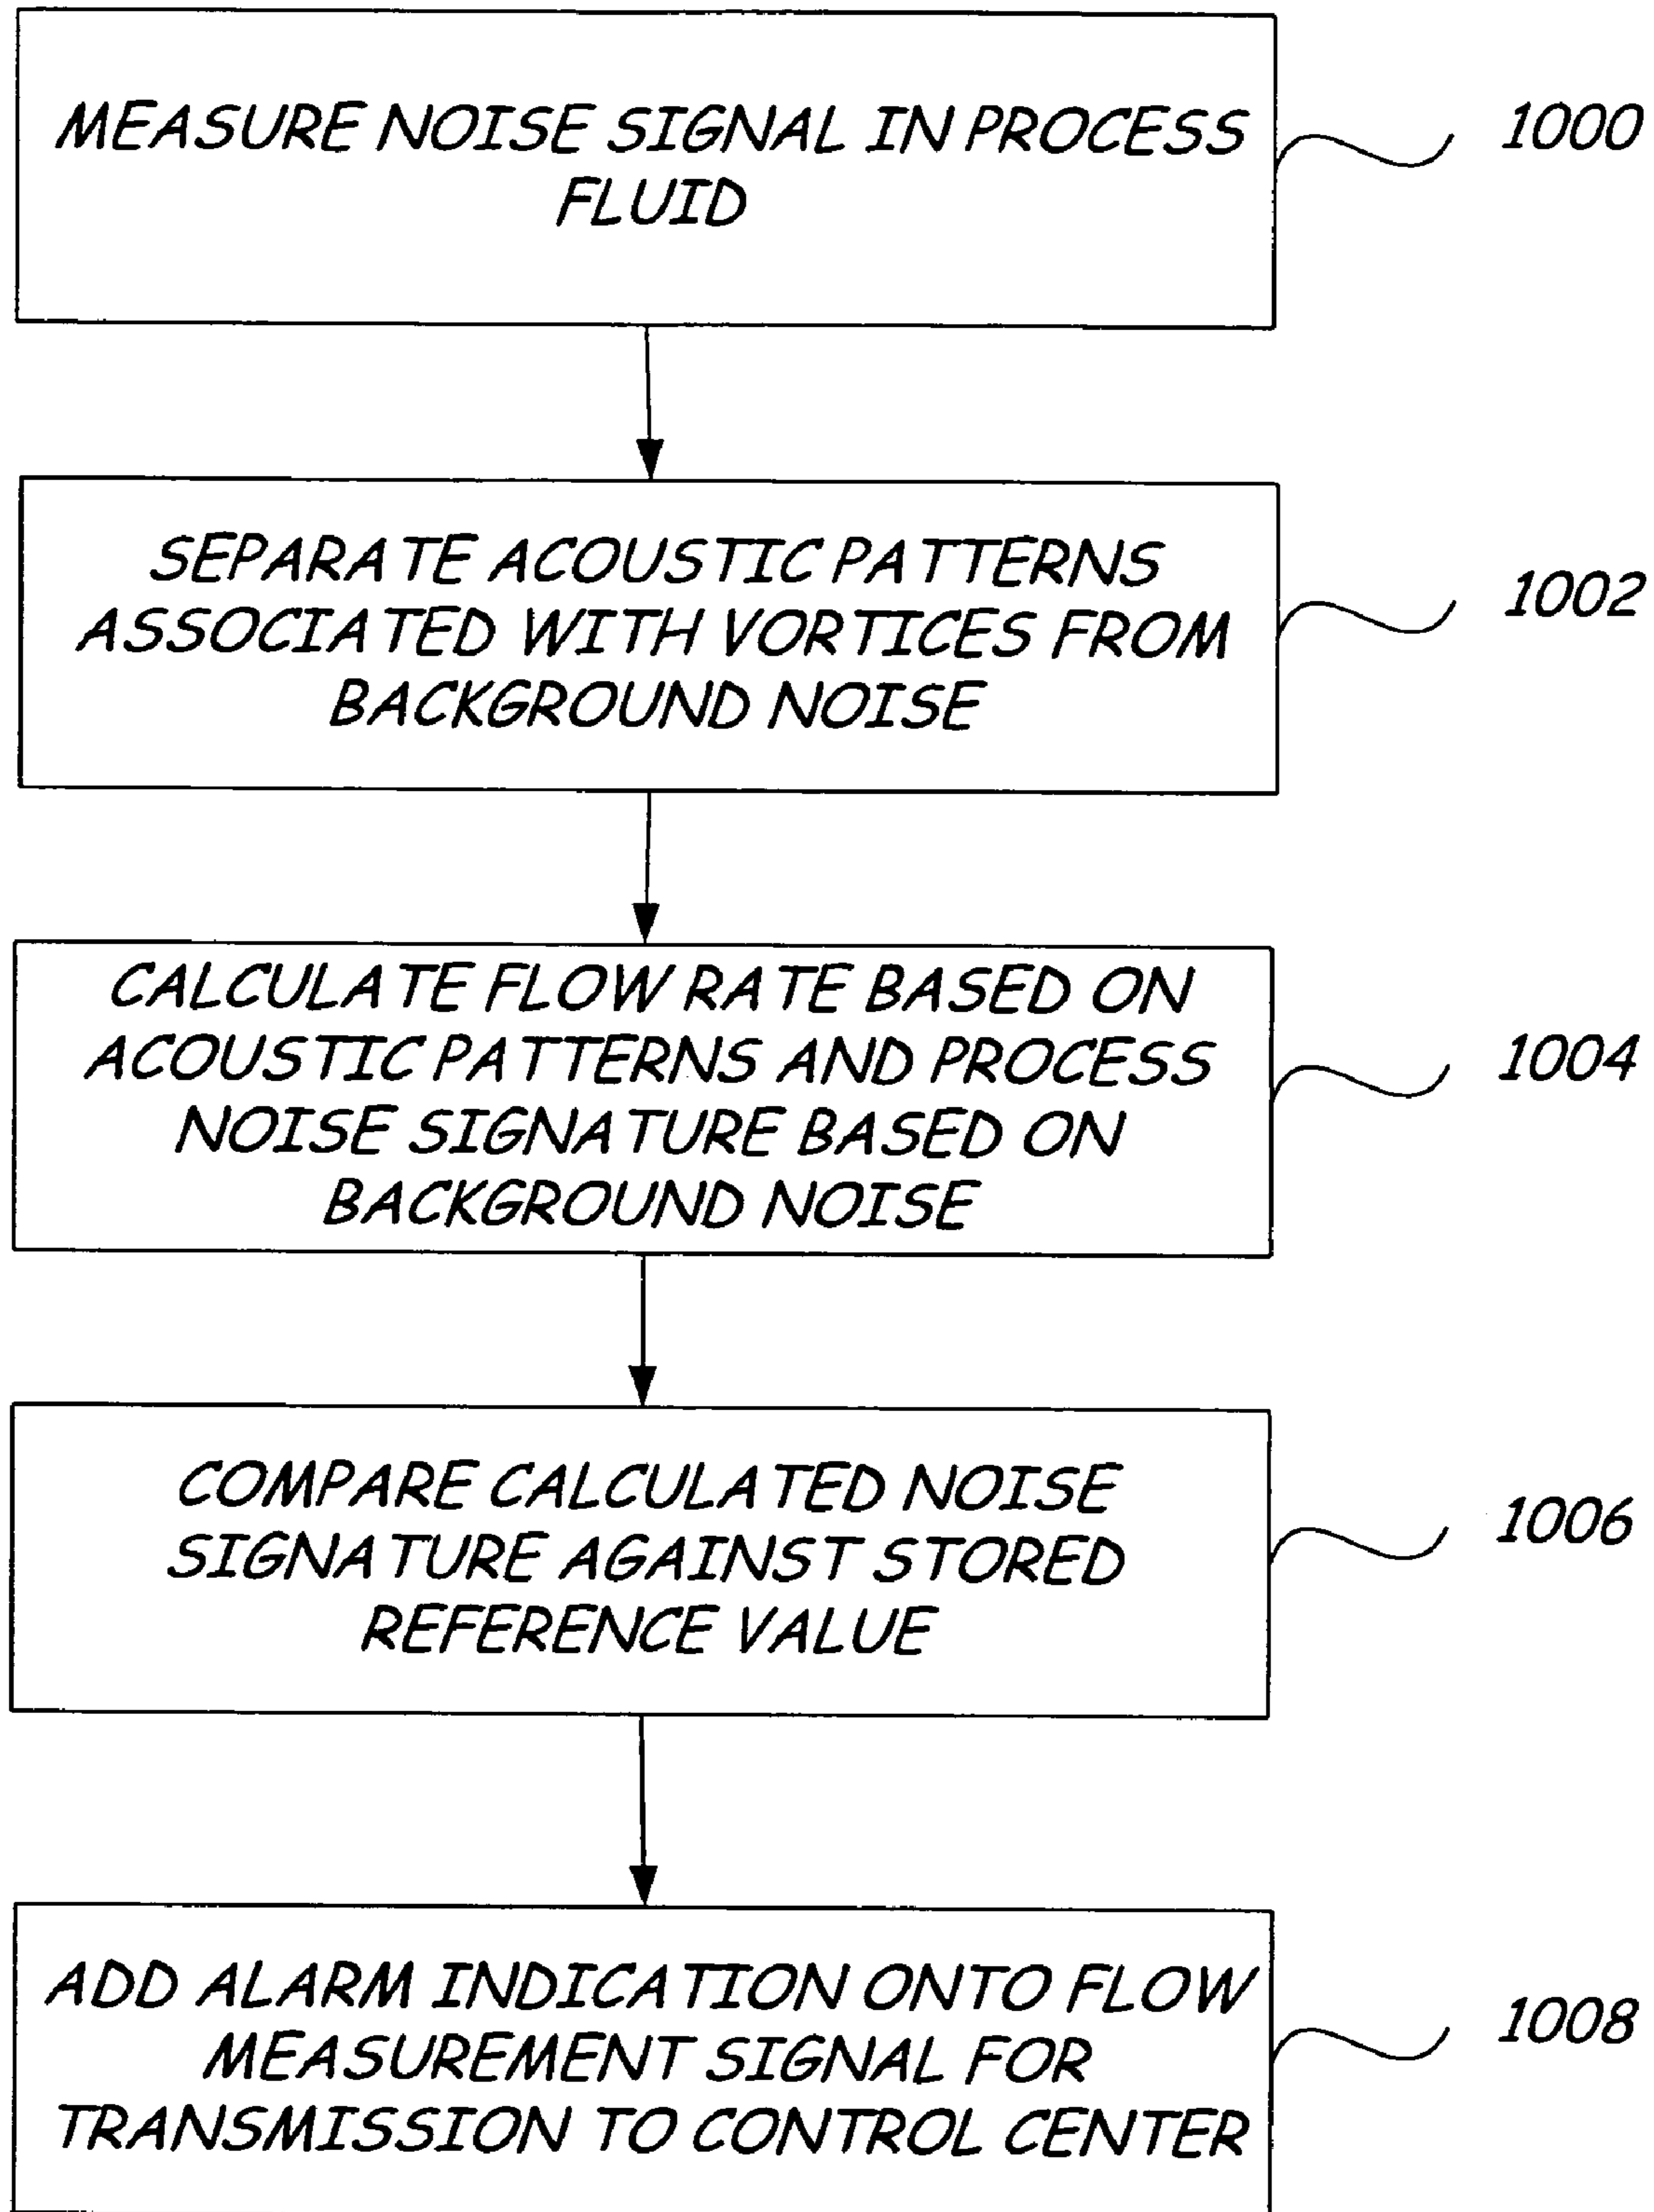 MEASURE NOISE SIGNAL IN PROCESS
FLUID
1000
SEPARATE ACOUSTIC PATTERNS
ASSOCIATED WITH VORTICES FROM
BACKGROUND NOISE
1002
CALCULATE FLOW RATE BASED ON
ACOUSTIC PATTERNS AND PROCESS
NOISE SIGNATURE BASED ON
BACKGROUND NOISE
1004
COMPARE CALCULATED NOISE
SIGNATURE AGAINST STORED
REFERENCE VALUE
1006
ADD ALARM INDICATION ONTO FLOW
MEASUREMENT SIGNAL FOR
TRANSMISSION TO CONTROL CENTER
1008